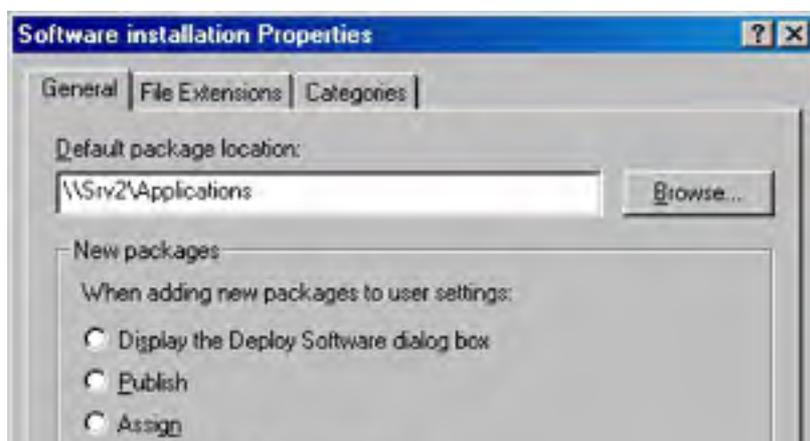 Software installation Properties
General File Extensions Categories
Default package location:
\\Srv2\Applications Browse...
New packages
When adding new packages to user settings:
Display the Deploy Software dialog box
Publish
Assign